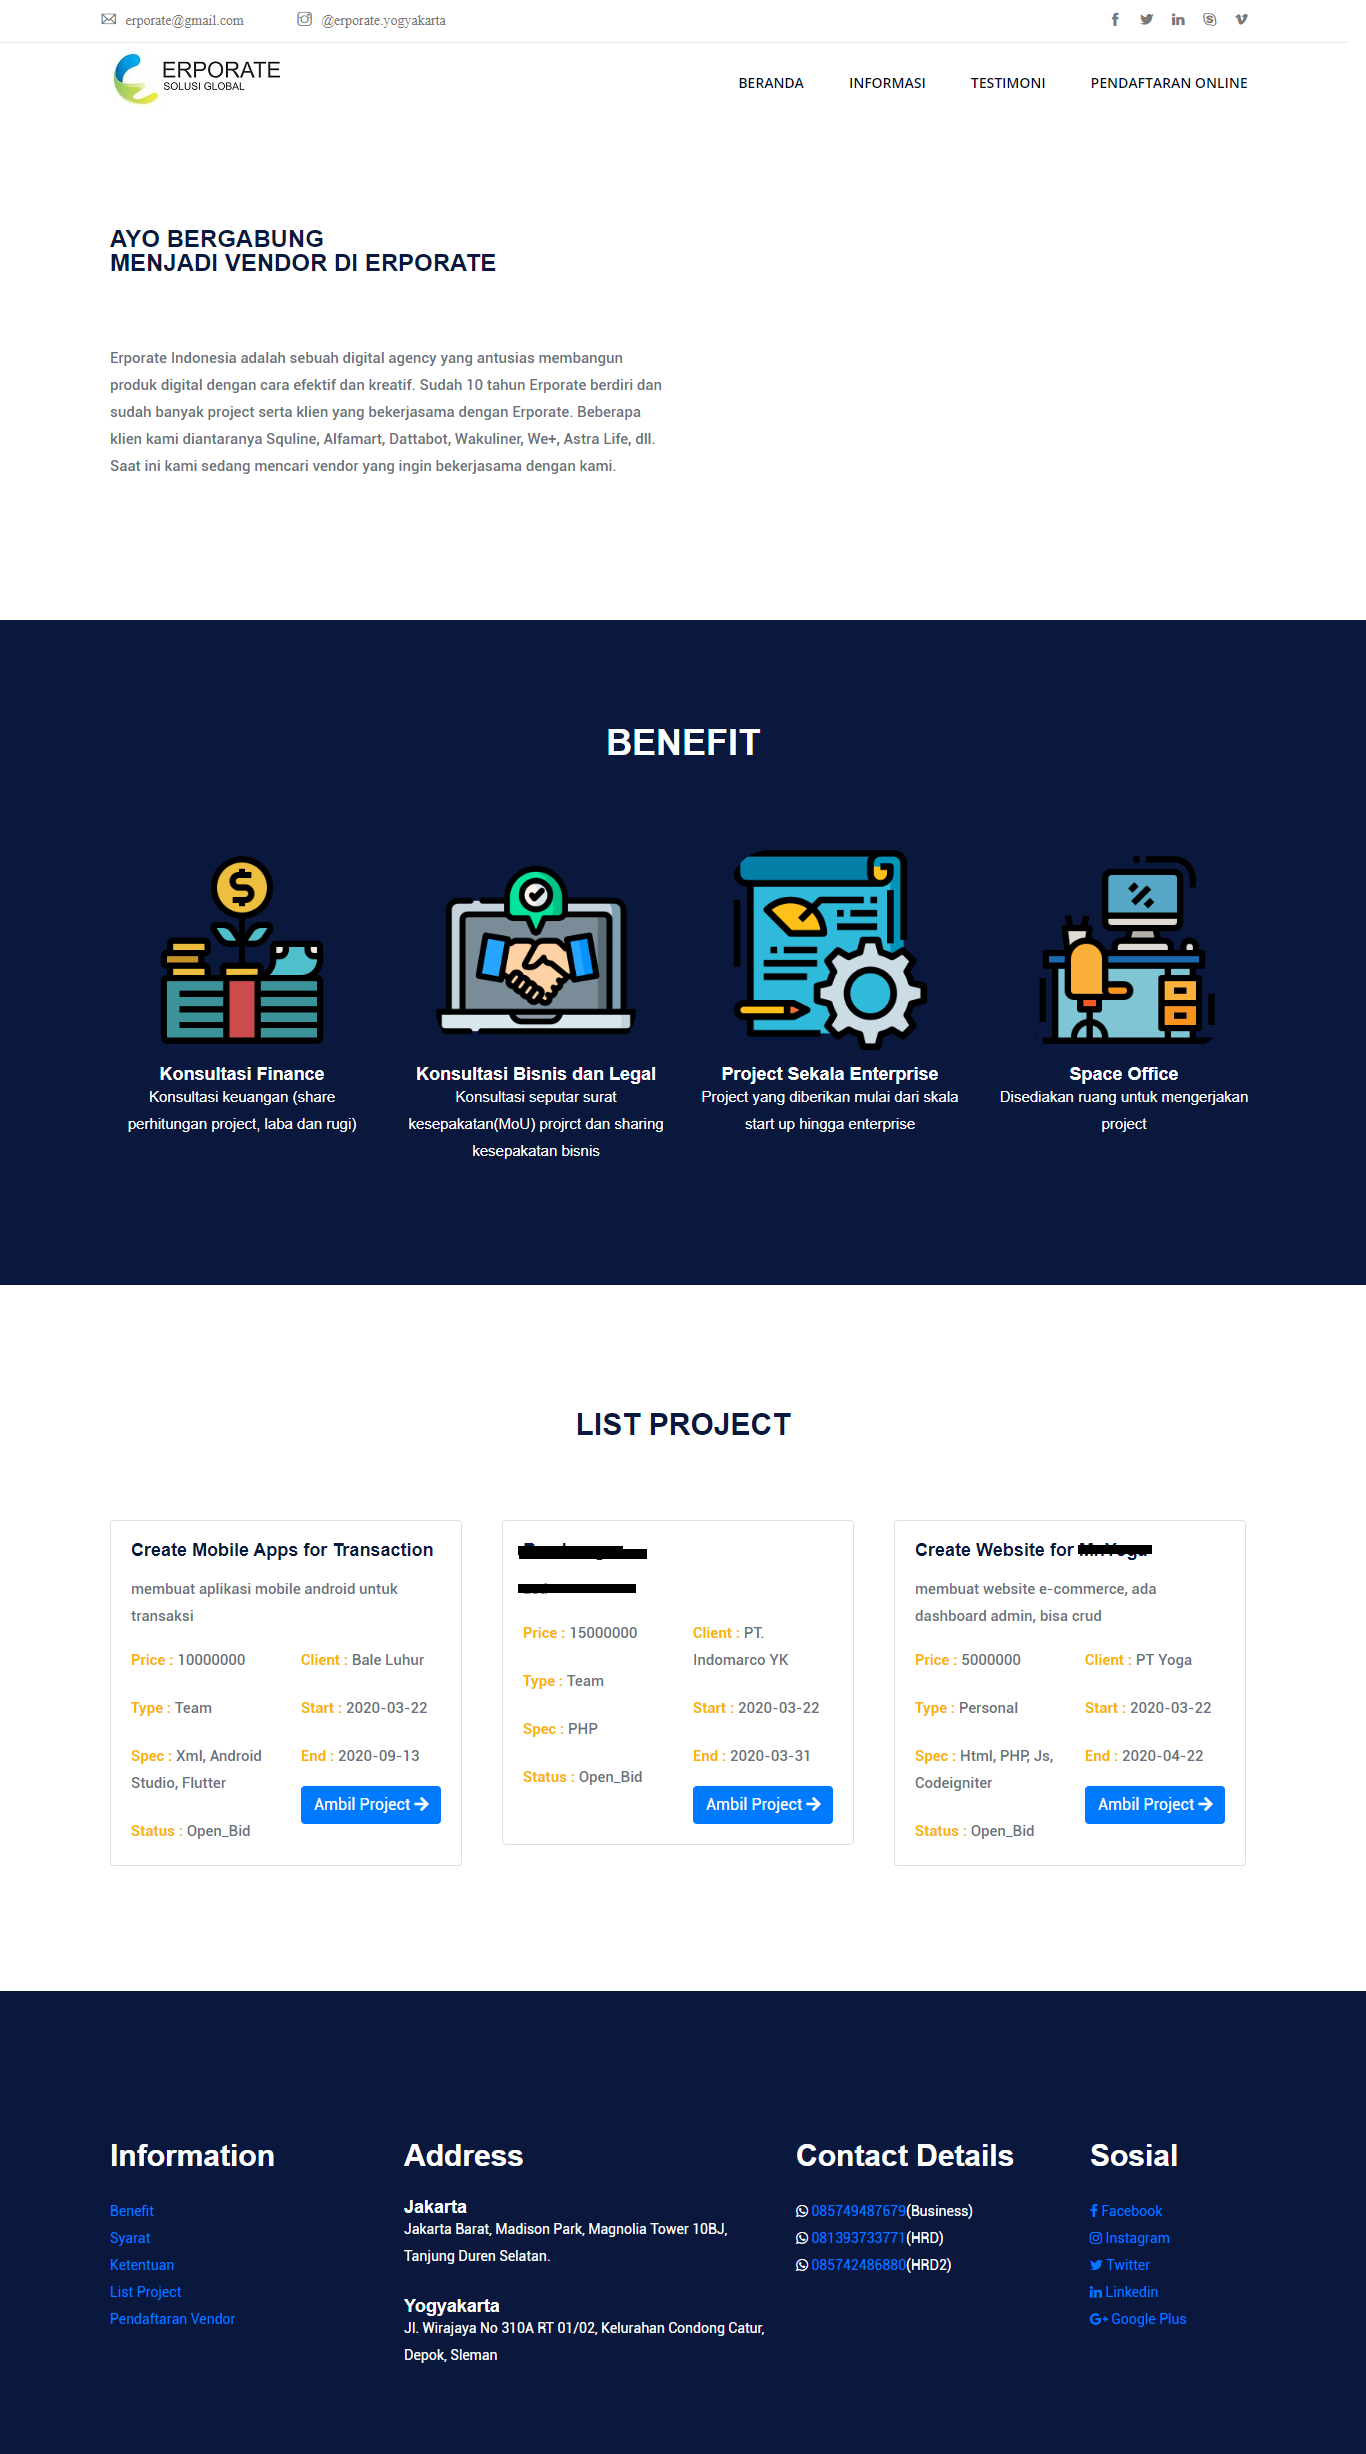 erporate@gmail.com
@erporate.yogyakarta
ERPORATE
SOLUSI GLOBAL
BERANDA
INFORMASI
TESTIMONI
PENDAFTARAN ONLINE
AYO BERGABUNG
MENJADI VENDOR DI ERPORATE
Erporate Indonesia adalah sebuah digital agency yang antusias membangun
produk digital dengan cara efektif dan kreatif. Sudah 10 tahun Erporate berdiri dan
sudah banyak project serta klien yang bekerjasama dengan Erporate. Beberapa
klien kami diantaranya Squline, Alfamart, Dattabot, Wakuliner, We+, Astra Life, dll.
Saat ini kami sedang mencari vendor yang ingin bekerjasama dengan kami.
BENEFIT
Konsultasi Finance
Konsultasi keuangan (share
perhitungan project, laba dan rugi)
Konsultasi Bisnis dan Legal
Konsultasi seputar surat
kesepakatan(MoU) projrct dan sharing
kesepakatan bisnis
Project Sekala Enterprise
Project yang diberikan mulai dari skala
start up hingga enterprise
Space Office
Disediakan ruang untuk mengerjakan
project
LIST PROJECT
Create Mobile Apps for Transaction
membuat aplikasi mobile android untuk
transaksi
Price : 10000000
Type : Team
Spec : Xml, Android
Studio, Flutter
Status : Open_Bid
Client : Bale Luhur
Start : 2020-03-22
End : 2020-09-13
Ambil Project
Price : 15000000
Type : Team
Spec : PHP
Status : Open_Bid
Client : PT.
Indomarco YK
Start : 2020-03-22
End : 2020-03-31
Ambil Project
Create Website for
membuat website e-commerce, ada
dashboard admin, bisa crud
Price : 5000000
Type : Personal
Spec : Html, PHP, Js,
Codeigniter
Status : Open_Bid
Client : PT Yoga
Start : 2020-03-22
End : 2020-04-22
Ambil Project
Information
Benefit
Syarat
Ketentuan
List Project
Pendaftaran Vendor
Address
Jakarta
Jakarta Barat, Madison Park, Magnolia Tower 10BJ,
Tanjung Duren Selatan.
Yogyakarta
Jl. Wirajaya No 310A RT 01/02, Kelurahan Condong Catur,
Depok, Sleman
Contact Details
085749487679(Business)
081393733771(HRD)
085742486880(HRD2)
Sosial
Facebook
Instagram
Twitter
Linkedin
Google Plus